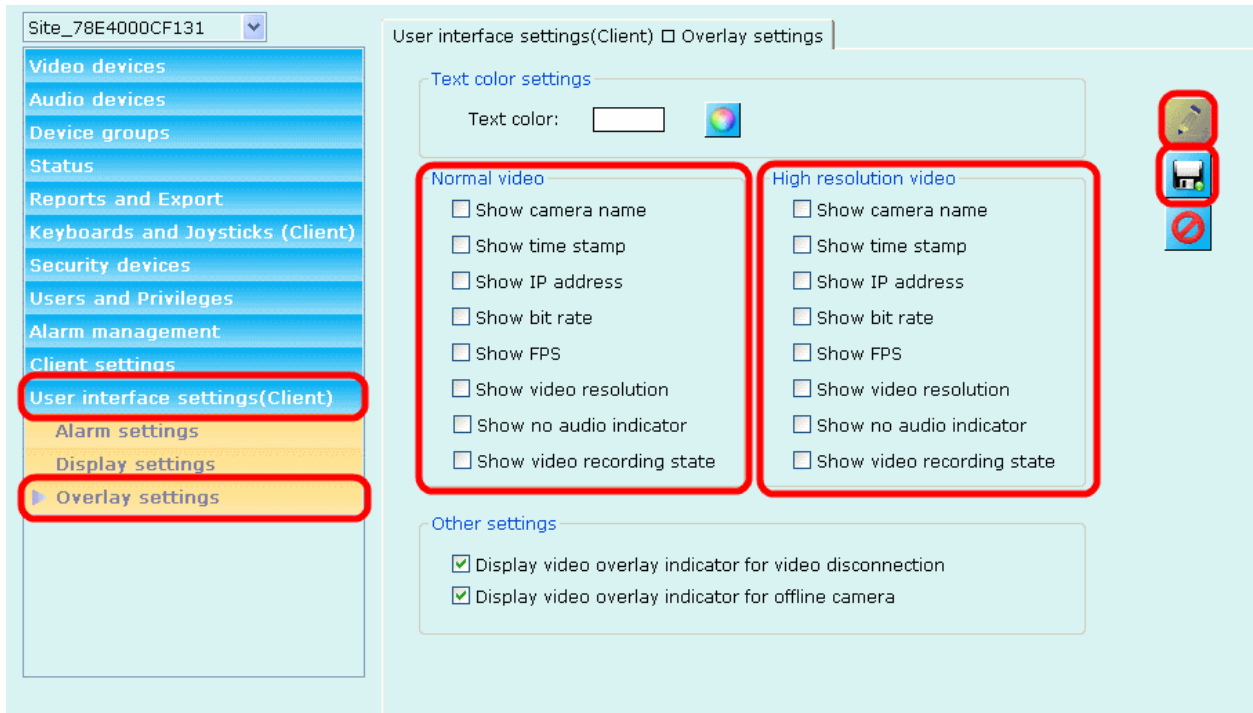 Site_78E4000CF131
Video devices
Audio devices
Device groups
Status
Reports and Export
Keyboards and Joysticks (Client)
Security devices
Users and Privileges
Alarm management
Client settings
User interface settings(Client)
Alarm settings
Display settings
Overlay settings
User interface settings(Client) □ Overlay settings
Text color settings
Text color:
Normal video
Show camera name
Show time stamp
Show IP address
Show bit rate
Show FPS
Show video resolution
Show no audio indicator
Show video recording state
High resolution video
Show camera name
Show time stamp
Show IP address
Show bit rate
Show FPS
Show video resolution
Show no audio indicator
Show video recording state
Other settings
Display video overlay indicator for video disconnection
Display video overlay indicator for offline camera